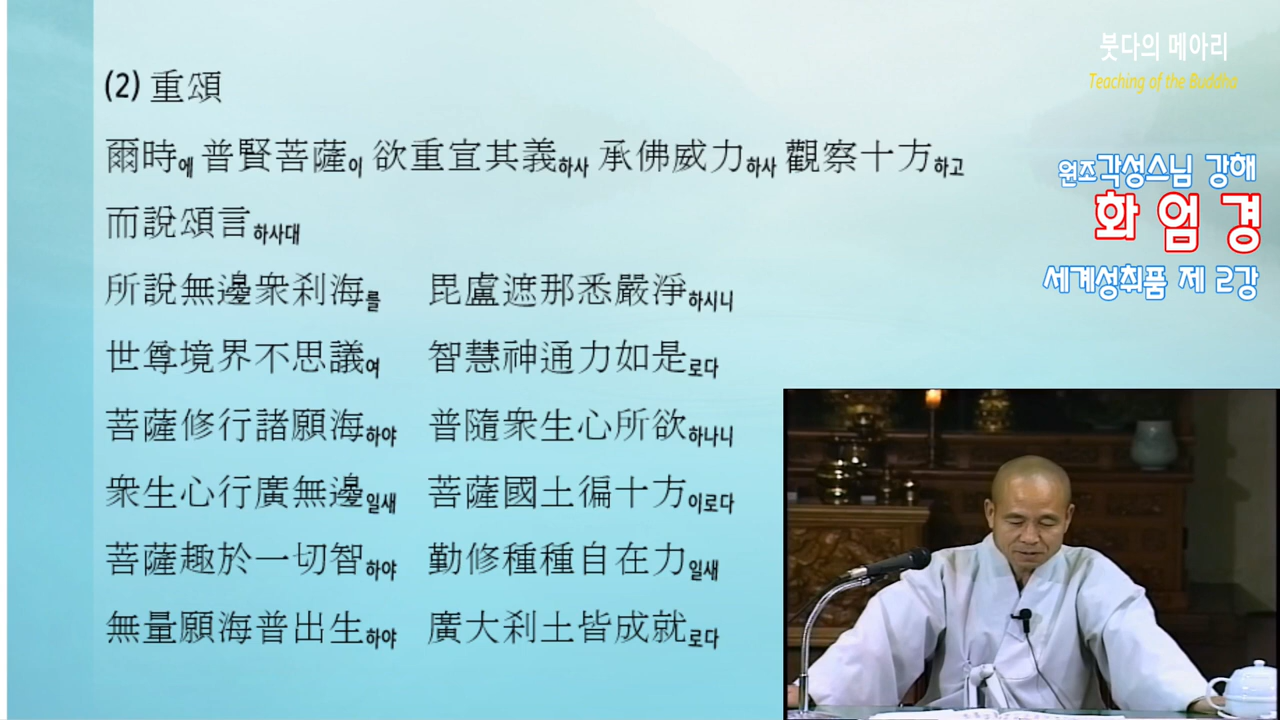 (2) 重頌
爾時에 普賢菩薩이 欲重宣其義하사 承佛威力하사 觀察十方하고
而說頌言하사대
所說無邊衆刹海를 毘盧遮那悉嚴淨하시니
世尊境界不思議여 智慧神通力如是로다
菩薩修行諸願海하야 普隨衆生心所欲하나니
衆生心行廣無邊일새 菩薩國土徧十方이로다
菩薩趣於一切智하야 勤修種種自在力일새
無量願海普出生하야 廣大刹土皆成就로다
붓다의 메아리
Teaching of the Buddha
원조각성스님 강해
화엄경
세계성취품 제 2강